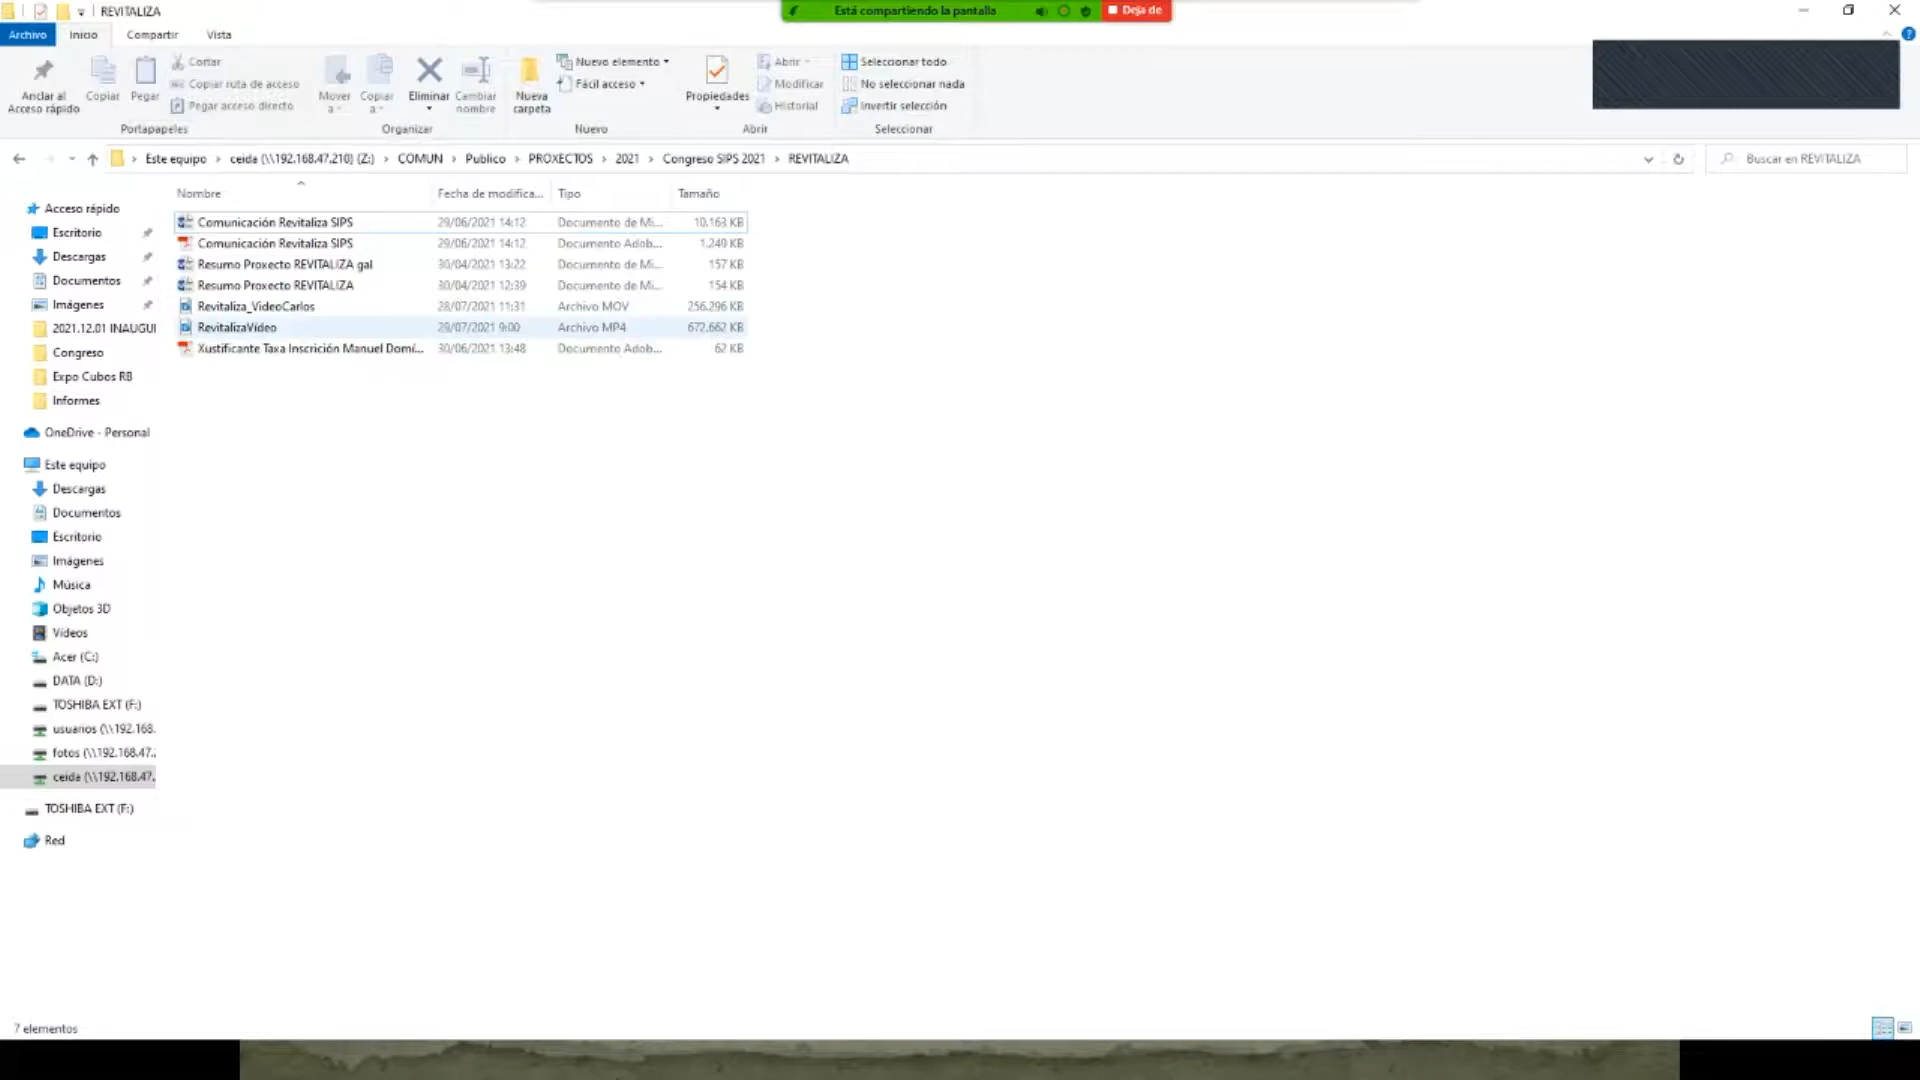 REVITALIZA
Está compartiendo la pantalla
Deja de
Archivo Inicio Compartir Vista
Anclar al Acceso rápido
Copiar
Pegar
Cortar
Copiar ruta de acceso
Pegar acceso directo
Portapapeles
Mover a
Copiar a
Eliminar
Cambiar nombre
Organizar
Nueva carpeta
Nuevo elemento
Fácil acceso
Nuevo
Propiedades
Abrir
Modificar
Historial
Abrir
Seleccionar todo
No seleccionar nada
Invertir selección
Seleccionar
Este equipo › ceida (\\192.168.47.210) (Z:) › COMUN › Publico › PROXECTOS › 2021 › Congreso SIPS 2021 › REVITALIZA
Buscar en REVITALIZA
Nombre Fecha de modifica... Tipo Tamaño
Comunicación Revitaliza SIPS 29/06/2021 14:12 Documento de Mi... 10.163 KB
Comunicación Revitaliza SIPS 29/06/2021 14:12 Documento Adob... 1.249 KB
Resumo Proxecto REVITALIZA gal 30/04/2021 13:22 Documento de Mi... 157 KB
Resumo Proxecto REVITALIZA 30/04/2021 12:39 Documento de Mi... 154 KB
Revitaliza_VideoCarlos 28/07/2021 11:31 Archivo MOV 256.296 KB
RevitalizaVídeo 29/07/2021 9:00 Archivo MP4 672.662 KB
Xustificante Taxa Inscrición Manuel Domí... 30/06/2021 13:48 Documento Adob... 62 KB
Acceso rápido
Escritorio
Descargas
Documentos
Imágenes
2021.12.01 INAUGUI
Congreso
Expo Cubos RB
Informes
OneDrive - Personal
Este equipo
Descargas
Documentos
Escritorio
Imágenes
Música
Objetos 3D
Vídeos
Acer (C:)
DATA (D:)
TOSHIBA EXT (F:)
usuarios (\\192.168.
fotos (\\192.168.47.:
ceida (\\192.168.47.
TOSHIBA EXT (F:)
Red
7 elementos